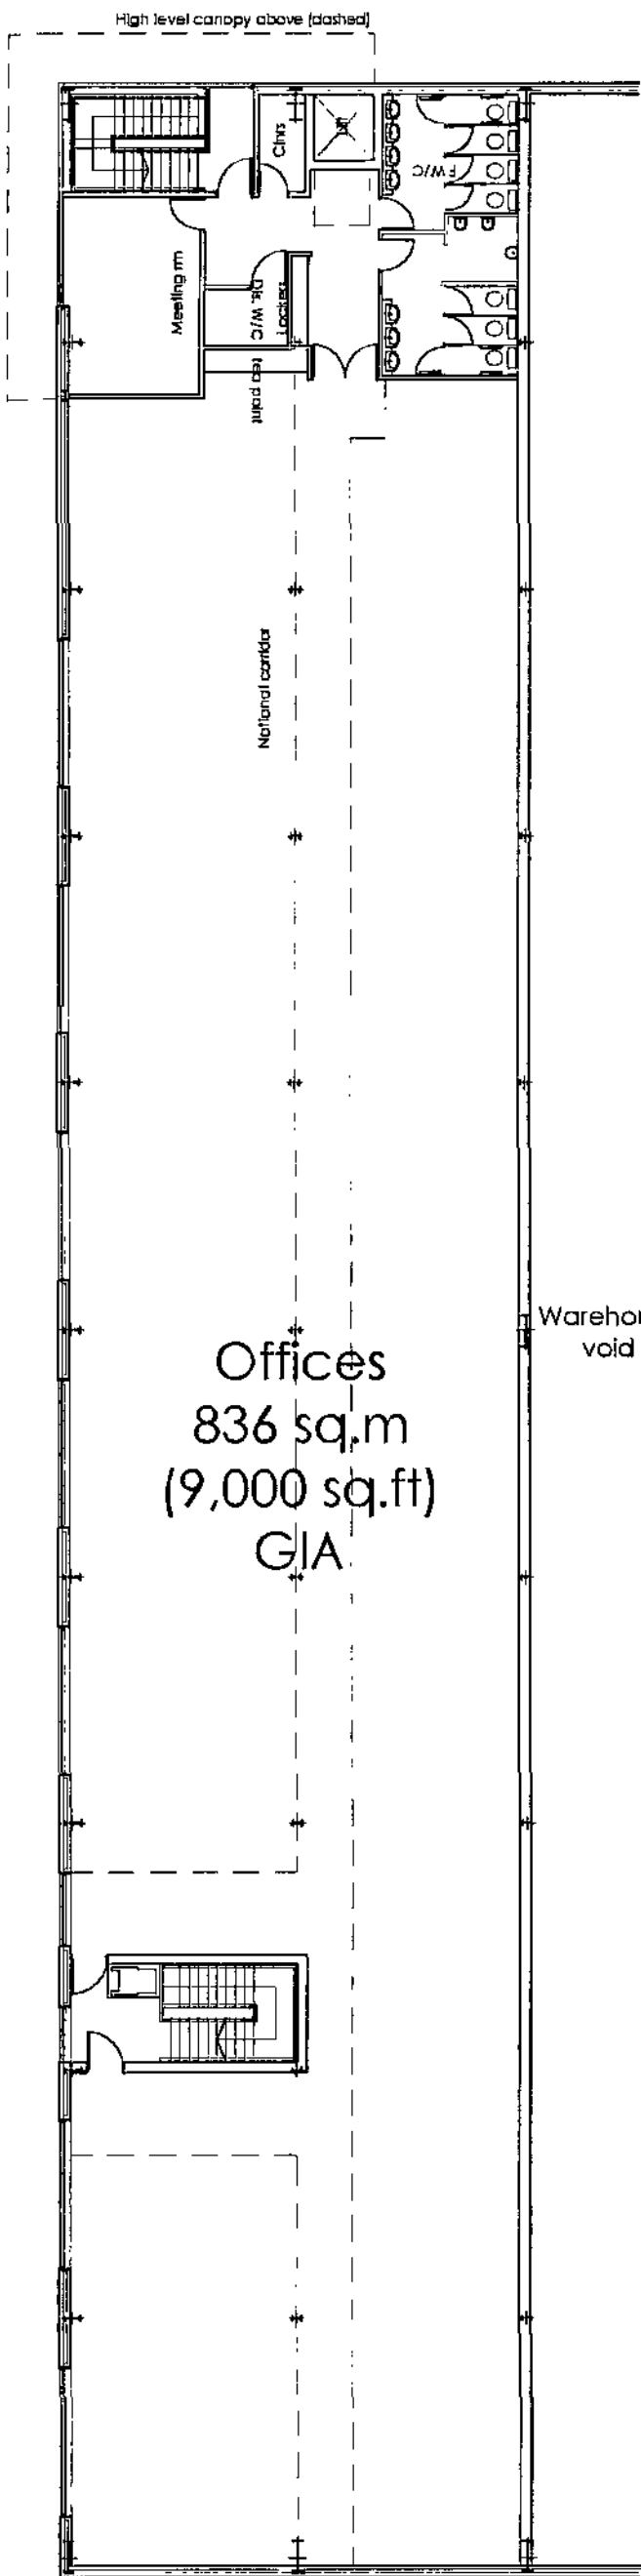 High level canopy above (dashed)
Clnrs
Lift
F W/C
Meeting rm
Dis. W/C
Lockers
tea point
Notional corridor
Offices
836 sq.m
(9,000 sq.ft)
GIA
void